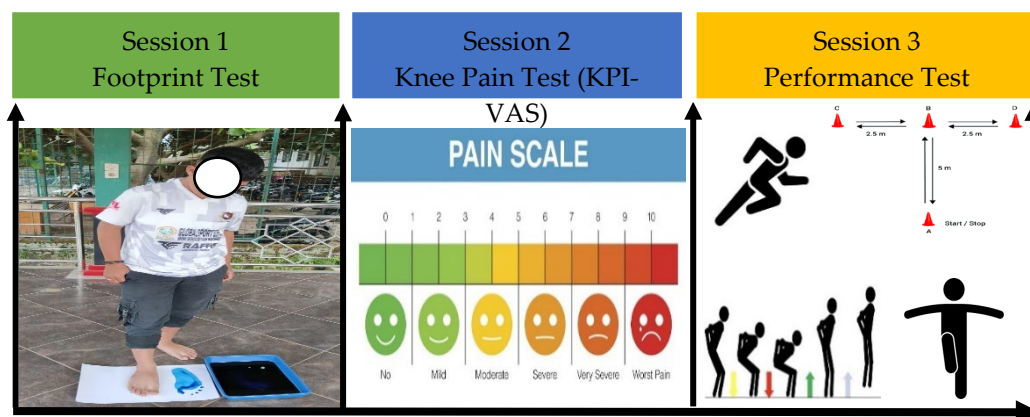 Session 1
Footprint Test
Session 2
Knee Pain Test (KPI-
VAS)
Session 3
Performance Test
PAIN SCALE
0 1 2 3 4 5 6 7 8 9 10
No Mild Moderate Severe Very Severe Worst Pain
C B D
2.5 m 2.5 m
5 m
A Start / Stop
RAFFE